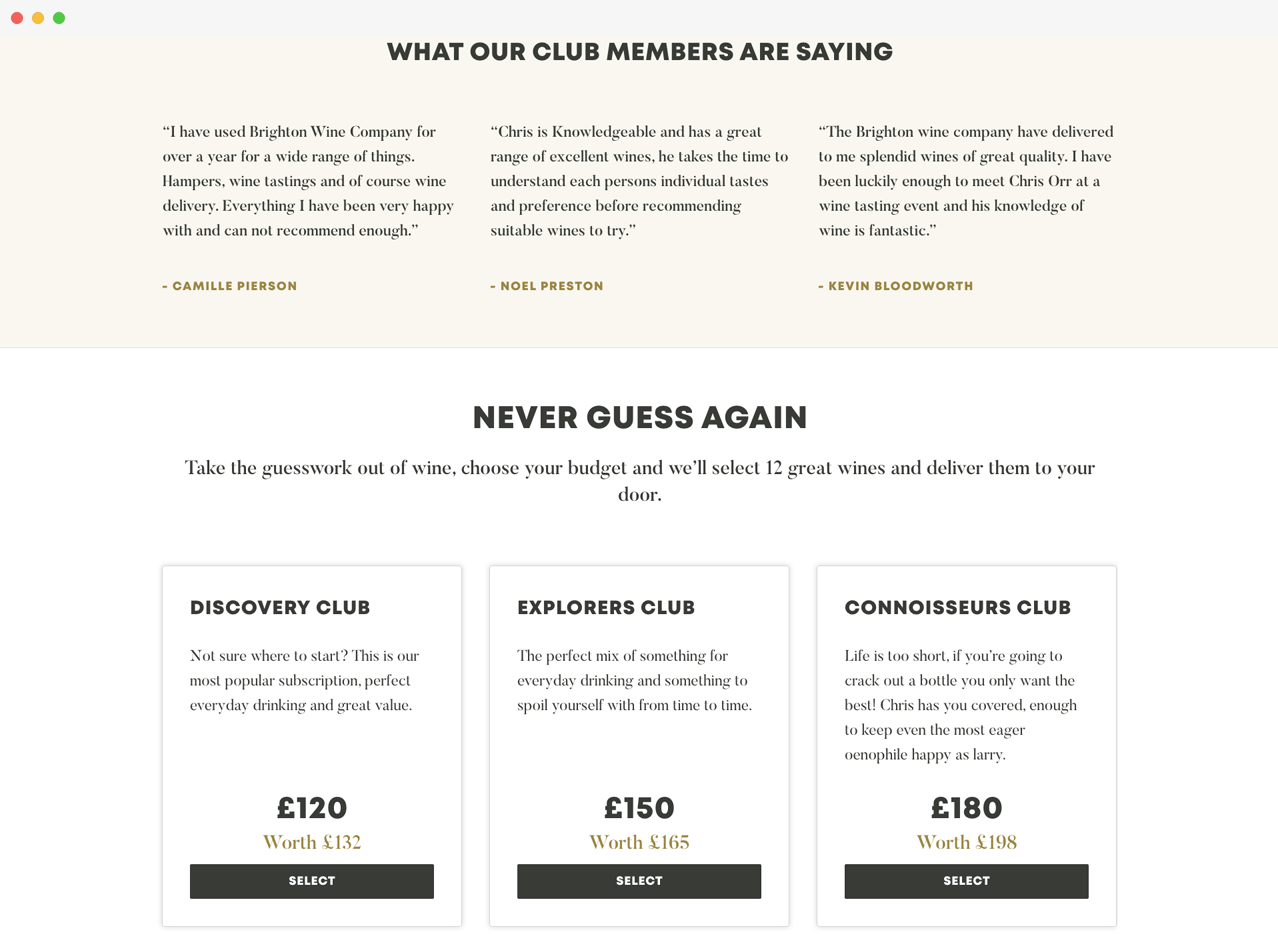 WHAT OUR CLUB MEMBERS ARE SAYING
“I have used Brighton Wine Company for
over a year for a wide range of things.
Hampers, wine tastings and of course wine
delivery. Everything I have been very happy
with and can not recommend enough.”
- CAMILLE PIERSON
“Chris is Knowledgeable and has a great
range of excellent wines, he takes the time to
understand each persons individual tastes
and preference before recommending
suitable wines to try.”
- NOEL PRESTON
“The Brighton wine company have delivered
to me splendid wines of great quality. I have
been luckily enough to meet Chris Orr at a
wine tasting event and his knowledge of
wine is fantastic.”
- KEVIN BLOODWORTH
NEVER GUESS AGAIN
Take the guesswork out of wine, choose your budget and we’ll select 12 great wines and deliver them to your
door.
DISCOVERY CLUB
Not sure where to start? This is our
most popular subscription, perfect
everyday drinking and great value.
£120
Worth £132
SELECT
EXPLORERS CLUB
The perfect mix of something for
everyday drinking and something to
spoil yourself with from time to time.
£150
Worth £165
SELECT
CONNOISSEURS CLUB
Life is too short, if you’re going to
crack out a bottle you only want the
best! Chris has you covered, enough
to keep even the most eager
oenophile happy as larry.
£180
Worth £198
SELECT